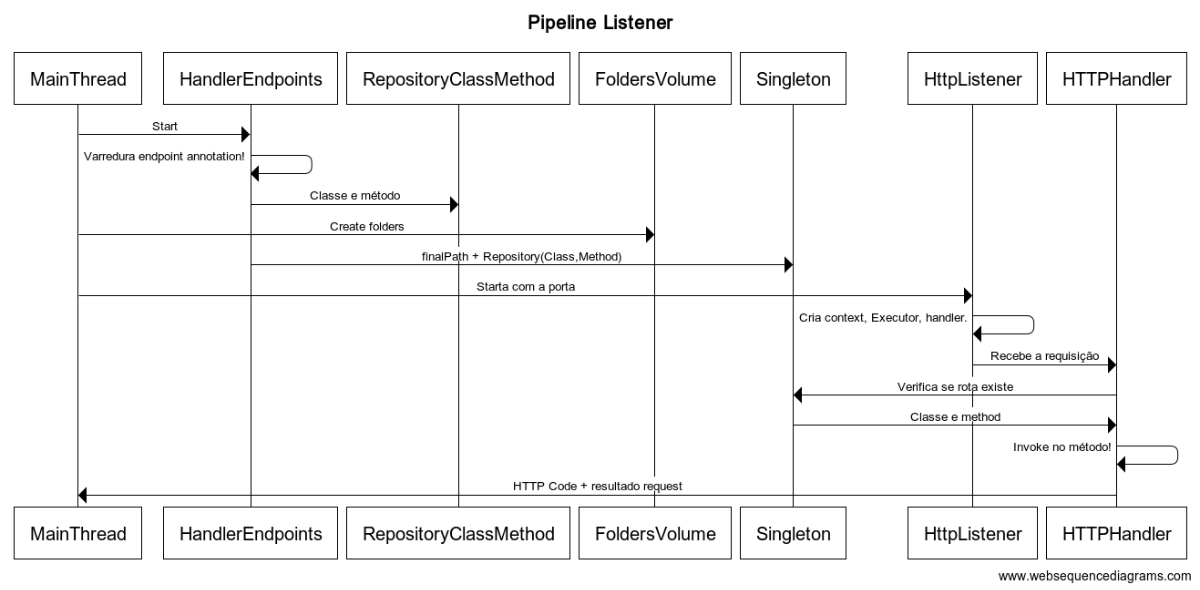 Pipeline Listener
MainThread
HandlerEndpoints
RepositoryClassMethod
FoldersVolume
Singleton
HttpListener
HTTPHandler
Start
Varredura endpoint annotation!
Classe e método
Create folders
finalPath + Repository(Class,Method)
Starta com a porta
Cria context, Executor, handler.
Recebe a requisição
Verifica se rota existe
Classe e method
Invoke no método!
HTTP Code + resultado request
MainThread
HandlerEndpoints
RepositoryClassMethod
FoldersVolume
Singleton
HttpListener
HTTPHandler
www.websequencediagrams.com